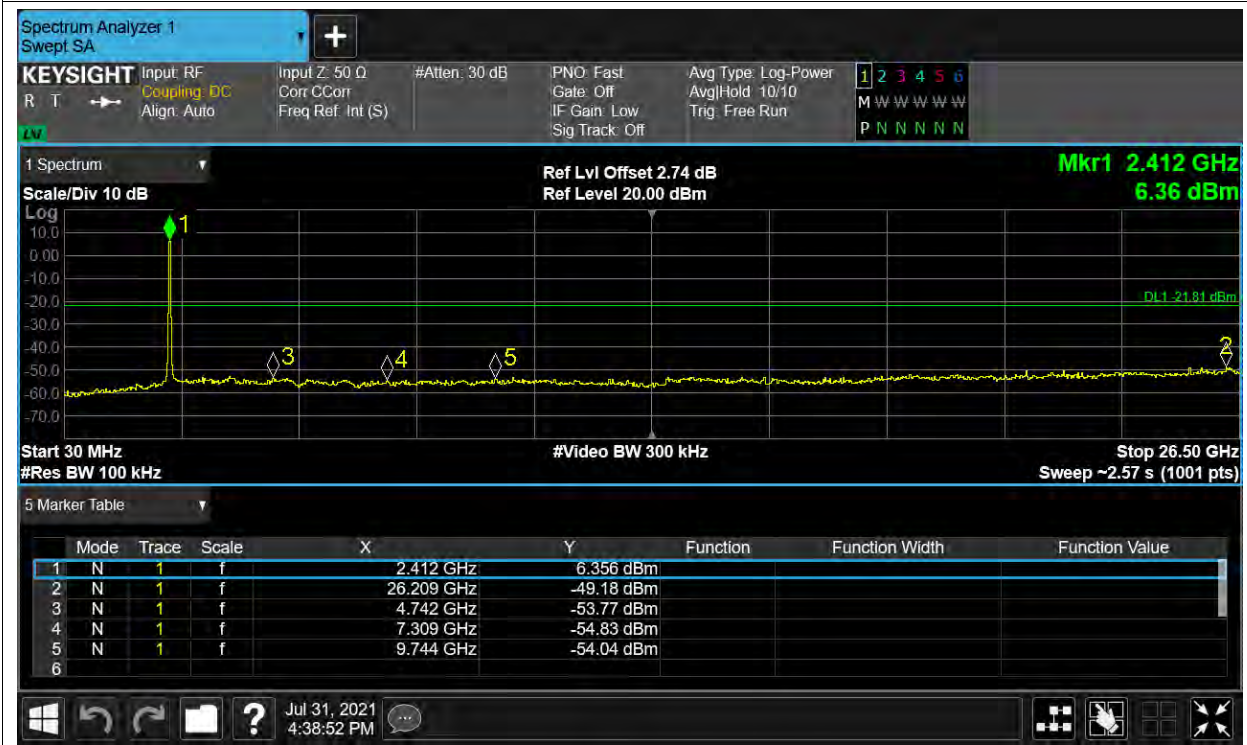 Spectrum Analyzer 1
Swept SA
KEYSIGHT Input: RF Input Z: 50 Ω #Atten: 30 dB PNO: Fast Avg Type: Log-Power 1 2 3 4 5 6
R T Coupling: DC Corr CCorr Gate: Off Avg|Hold: 10/10 M W W W W W
Align: Auto Freq Ref: Int (S) IF Gain: Low Trig: Free Run
Sig Track: Off P N N N N N
1 Spectrum Ref Lvl Offset 2.74 dB Mkr1 2.412 GHz
Scale/Div 10 dB Ref Level 20.00 dBm 6.36 dBm
Log
1
10.0
0.00
-10.0
-20.0 DL1 -21.81 dBm
-30.0
-40.0 3 4 5 2
-50.0
-60.0
-70.0
Start 30 MHz #Video BW 300 kHz Stop 26.50 GHz
#Res BW 100 kHz Sweep ~2.57 s (1001 pts)
5 Marker Table
Mode Trace Scale X Y Function Function Width Function Value
1 N 1 f 2.412 GHz 6.356 dBm
2 N 1 f 26.209 GHz -49.18 dBm
3 N 1 f 4.742 GHz -53.77 dBm
4 N 1 f 7.309 GHz -54.83 dBm
5 N 1 f 9.744 GHz -54.04 dBm
6
? Jul 31, 2021
4:38:52 PM